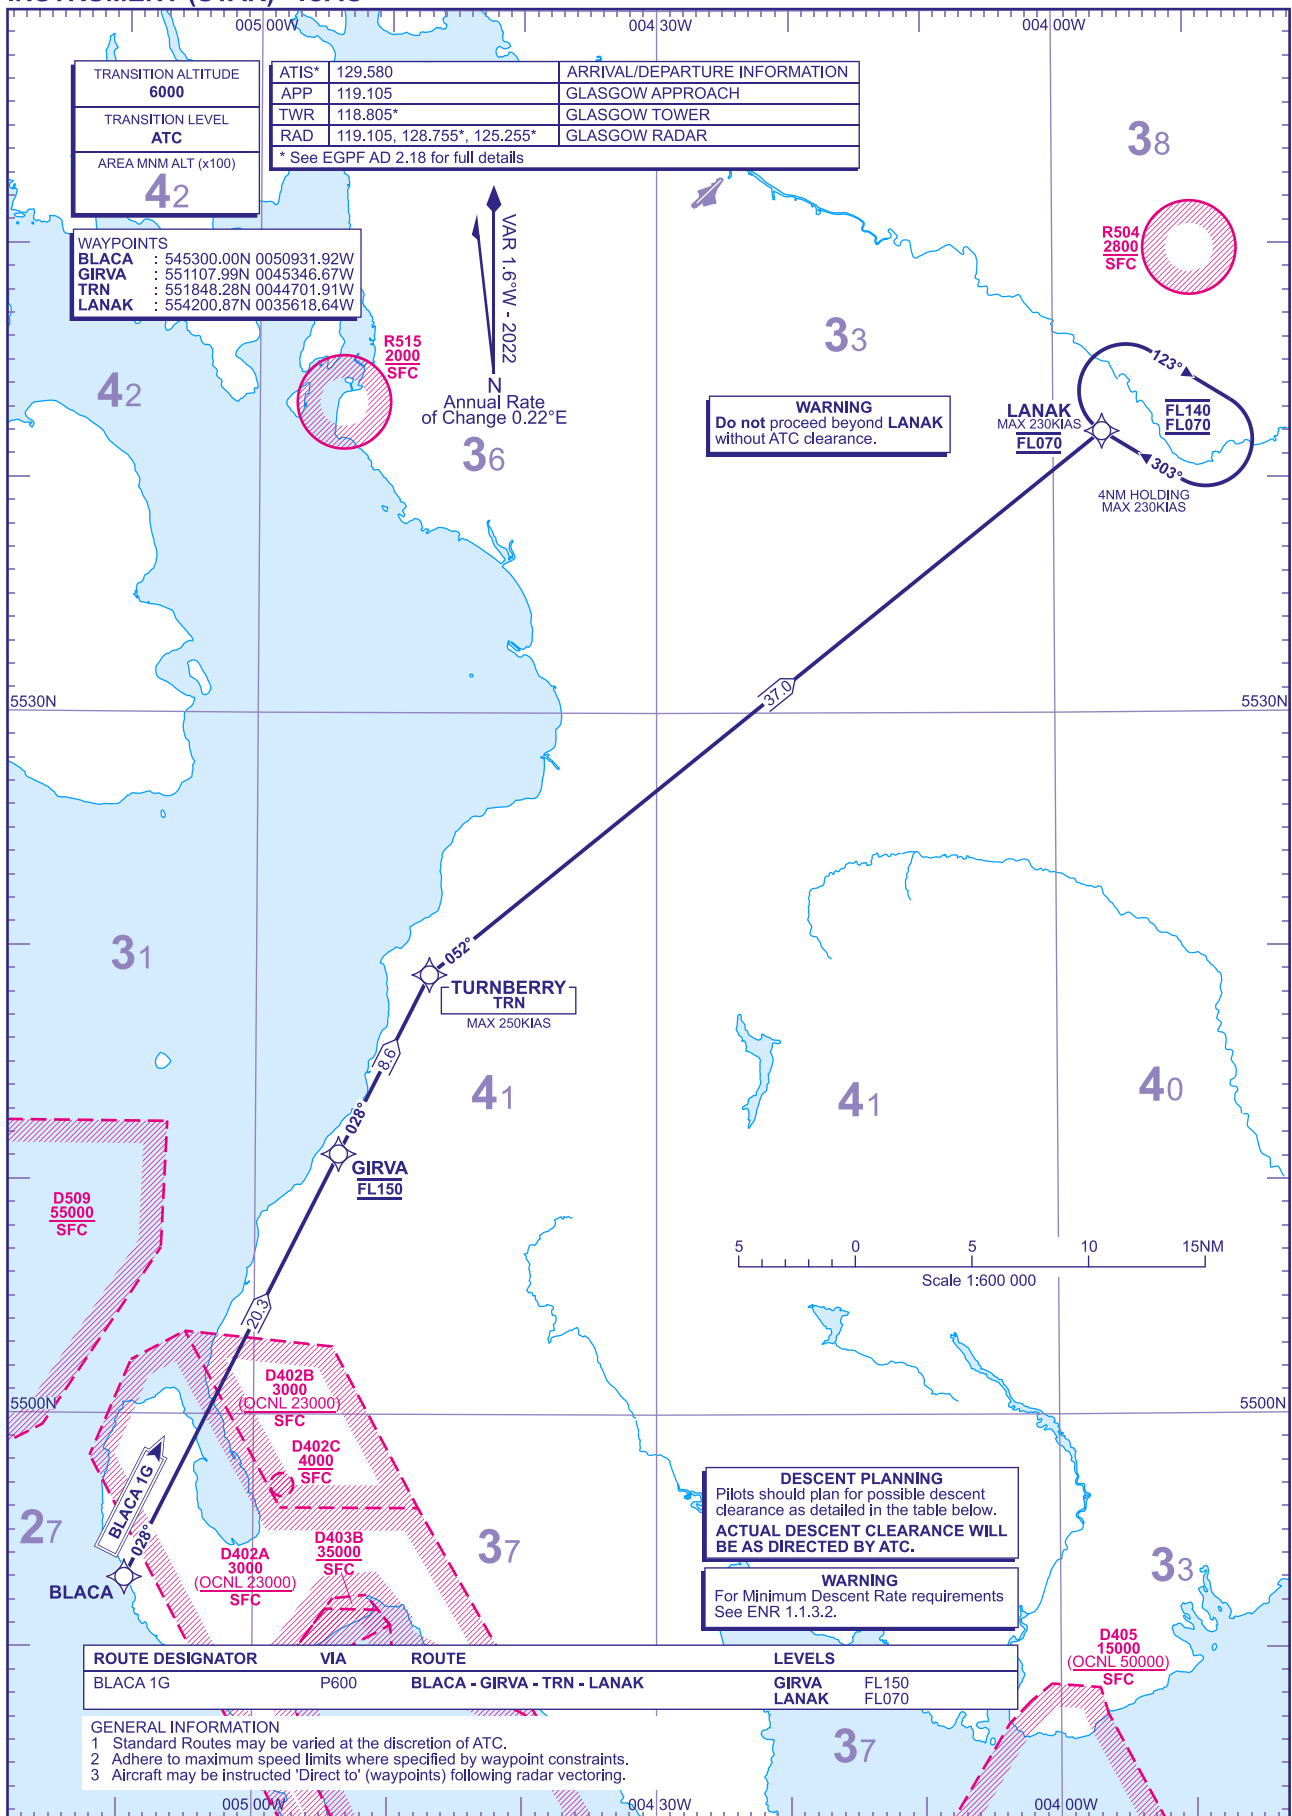 005 00W
004 30W
004 00W
TRANSITION ALTITUDE
6000
TRANSITION LEVEL
ATC
AREA MNM ALT (x100)
42
ATIS* 129.580 ARRIVAL/DEPARTURE INFORMATION
APP 119.105 GLASGOW APPROACH
TWR 118.805* GLASGOW TOWER
RAD 119.105, 128.755*, 125.255* GLASGOW RADAR
* See EGPF AD 2.18 for full details
38
WAYPOINTS
BLACA : 545300.00N 0050931.92W
GIRVA : 551107.99N 0045346.67W
TRN : 551848.28N 0044701.91W
LANAK : 554200.87N 0035618.64W
VAR 1.6°W - 2022
N
Annual Rate
of Change 0.22°E
R504
2800
SFC
R515
2000
SFC
33
42
36
WARNING
Do not proceed beyond LANAK
without ATC clearance.
LANAK
MAX 230KIAS
FL070
123°
FL140
FL070
303°
4NM HOLDING
MAX 230KIAS
5530N
5530N
37.0
31
052°
TURNBERRY
TRN
MAX 250KIAS
8.6
41
41
40
028°
GIRVA
FL150
D509
55000
SFC
5 0 5 10 15NM
Scale 1:600 000
20.3
D402B
3000
(OCNL 23000)
SFC
5500N
5500N
D402C
4000
SFC
BLACA 1G
028°
27
BLACA
D402A
3000
(OCNL 23000)
SFC
D403B
35000
SFC
37
DESCENT PLANNING
Pilots should plan for possible descent
clearance as detailed in the table below.
ACTUAL DESCENT CLEARANCE WILL
BE AS DIRECTED BY ATC.
WARNING
For Minimum Descent Rate requirements
See ENR 1.1.3.2.
33
D405
15000
(OCNL 50000)
SFC
ROUTE DESIGNATOR VIA ROUTE LEVELS
BLACA 1G P600 BLACA - GIRVA - TRN - LANAK GIRVA FL150
LANAK FL070
GENERAL INFORMATION
1 Standard Routes may be varied at the discretion of ATC.
2 Adhere to maximum speed limits where specified by waypoint constraints.
3 Aircraft may be instructed 'Direct to' (waypoints) following radar vectoring.
37
005 00W
004 30W
004 00W